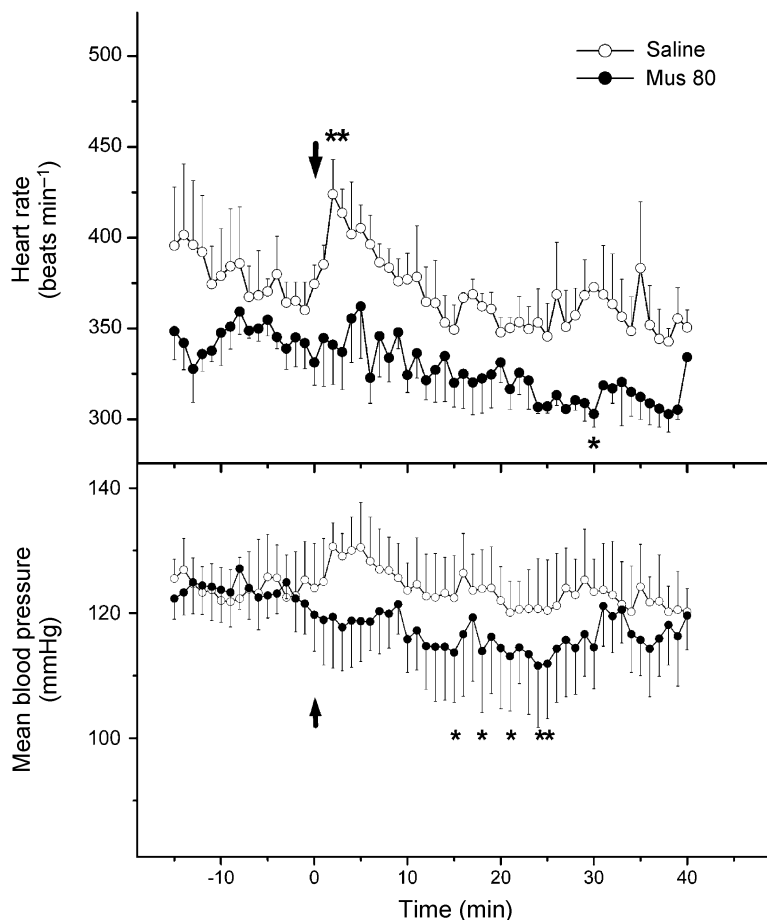 500
450
400
350
300
Heart rate
(beats min⁻¹)
Saline
Mus 80
**
*
140
120
100
Mean blood pressure
(mmHg)
* * * **
-10 0 10 20 30 40
Time (min)